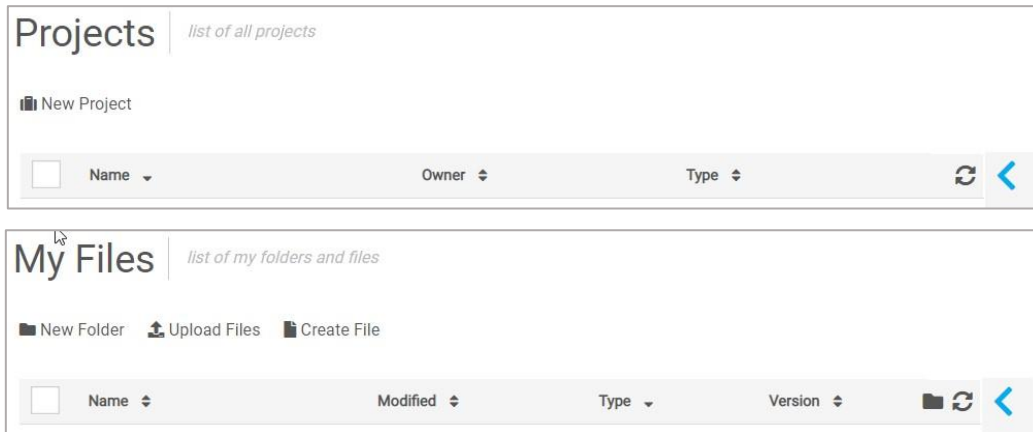 Projects list of all projects
New Project
Name Owner Type
My Files list of my folders and files
New Folder Upload Files Create File
Name Modified Type Version